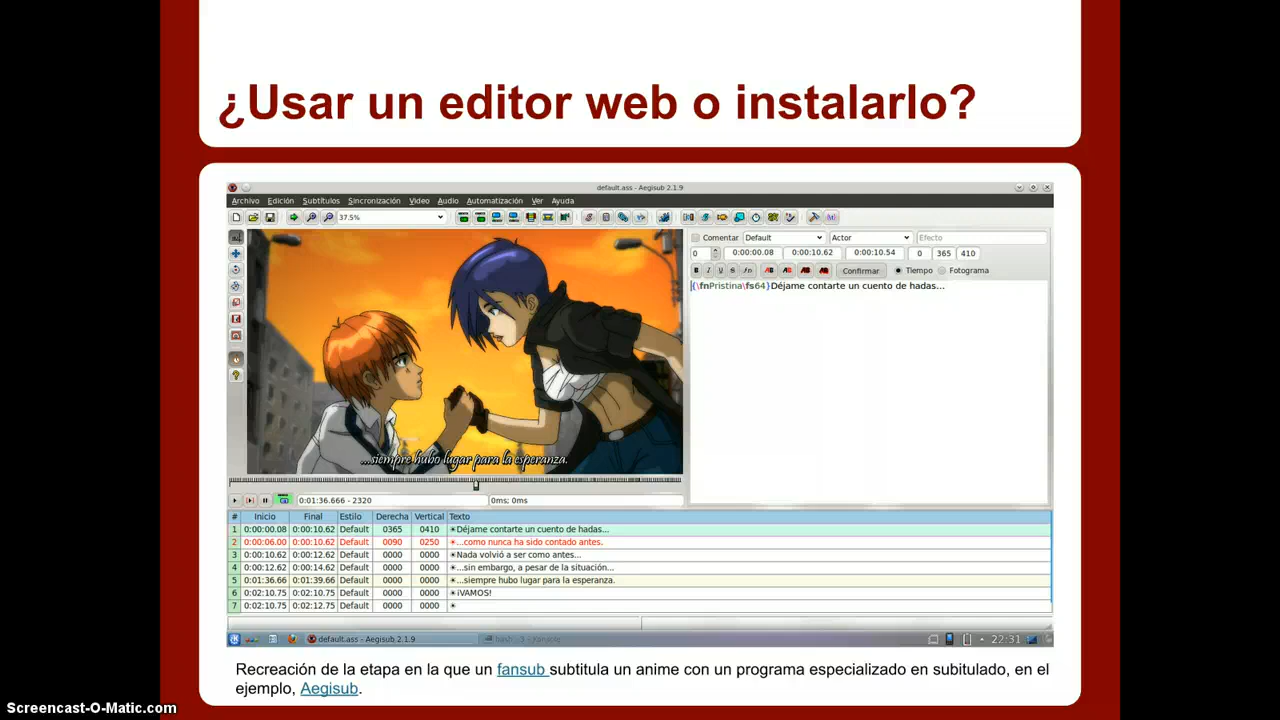 ¿Usar un editor web o instalarlo?
default.ass - Aegisub 2.1.9
Archivo Edición Subtítulos Sincronización Video Audio Automatización Ver Ayuda
37.5%
Comentar Default Actor Efecto
0 0:00:00.08 0:00:10.62 0:00:10.54 0 365 410
B I U S fn AB AB AB AB Confirmar Tiempo Fotograma
{\fnPristina\fs64}Déjame contarte un cuento de hadas...
...siempre hubo lugar para la esperanza.
0:01:36.666 - 2320 0ms; 0ms
# Inicio Final Estilo Derecha Vertical Texto
1 0:00:00.08 0:00:10.62 Default 0365 0410 ☀Déjame contarte un cuento de hadas...
2 0:00:06.00 0:00:10.62 Default 0090 0250 ☀...como nunca ha sido contado antes.
3 0:00:10.62 0:00:12.62 Default 0000 0000 ☀Nada volvió a ser como antes...
4 0:00:12.62 0:00:14.62 Default 0000 0000 ☀...sin embargo, a pesar de la situación...
5 0:01:36.66 0:01:39.66 Default 0000 0000 ☀...siempre hubo lugar para la esperanza.
6 0:02:10.75 0:02:10.75 Default 0000 0000 ☀¡VAMOS!
7 0:02:10.75 0:02:12.75 Default 0000 0000 ☀
default.ass - Aegisub 2.1.9 22:31
Recreación de la etapa en la que un fansub subtitula un anime con un programa especializado en subitulado, en el
ejemplo, Aegisub.
Screencast-O-Matic.com